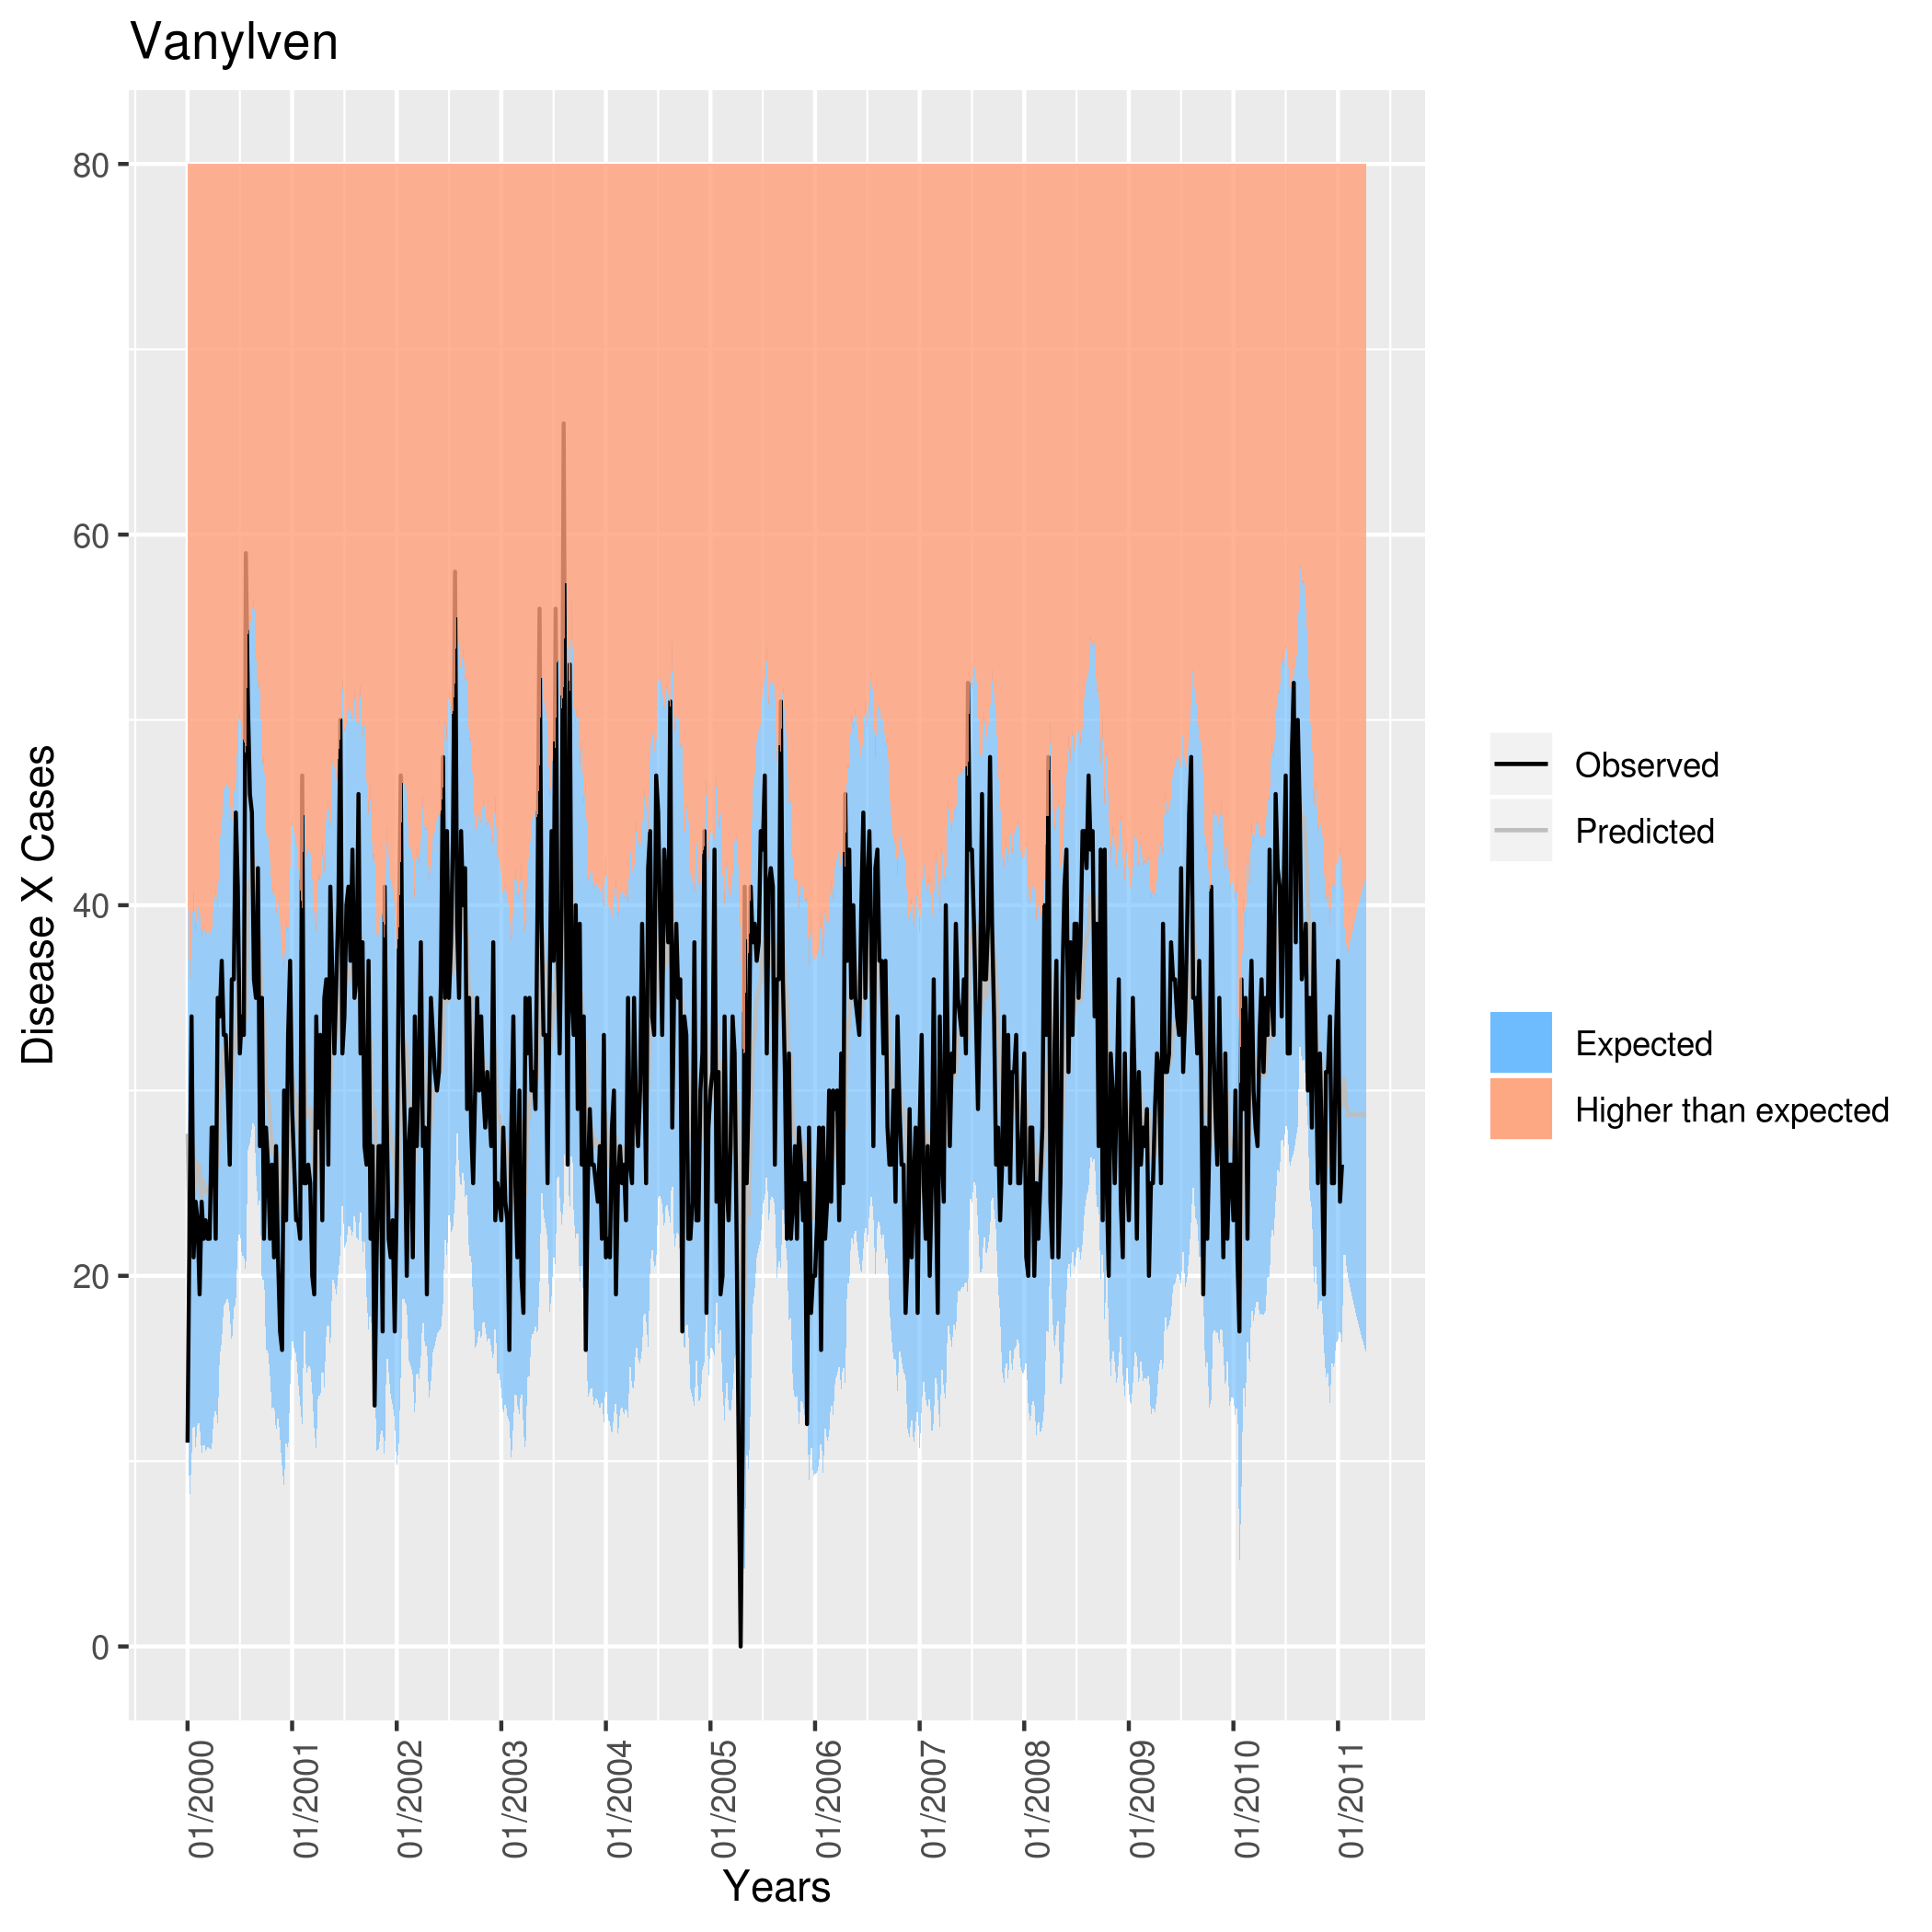 Vanylven
80
60
40
20
0
Disease X Cases
01/2000
01/2001
01/2002
01/2003
01/2004
01/2005
01/2006
01/2007
01/2008
01/2009
01/2010
01/2011
Years
Observed
Predicted
Expected
Higher than expected